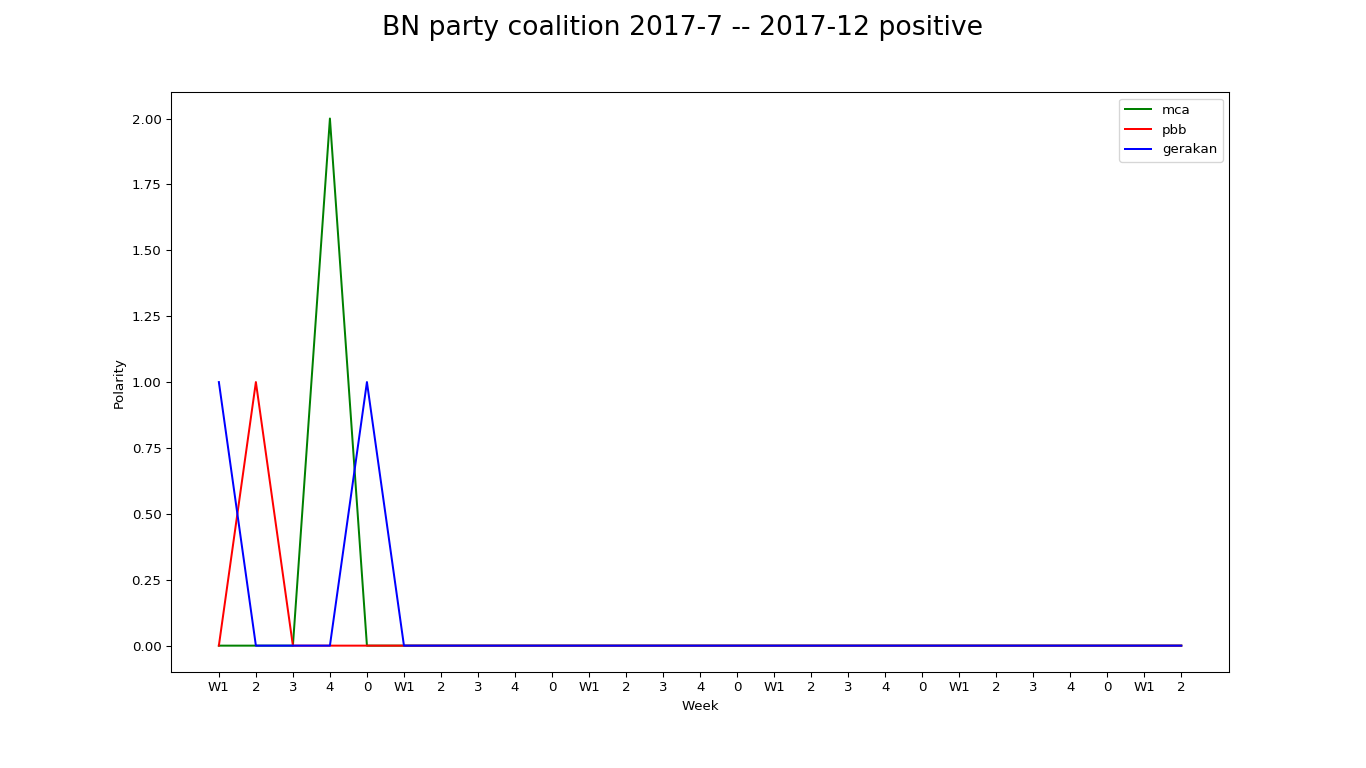 BN party coalition 2017-7 -- 2017-12 positive
mca
pbb
gerakan
2.00
1.75
1.50
1.25
1.00
0.75
0.50
0.25
0.00
Polarity
W1 2 3 4 0 W1 2 3 4 0 W1 2 3 4 0 W1 2 3 4 0 W1 2 3 4 0 W1 2
Week